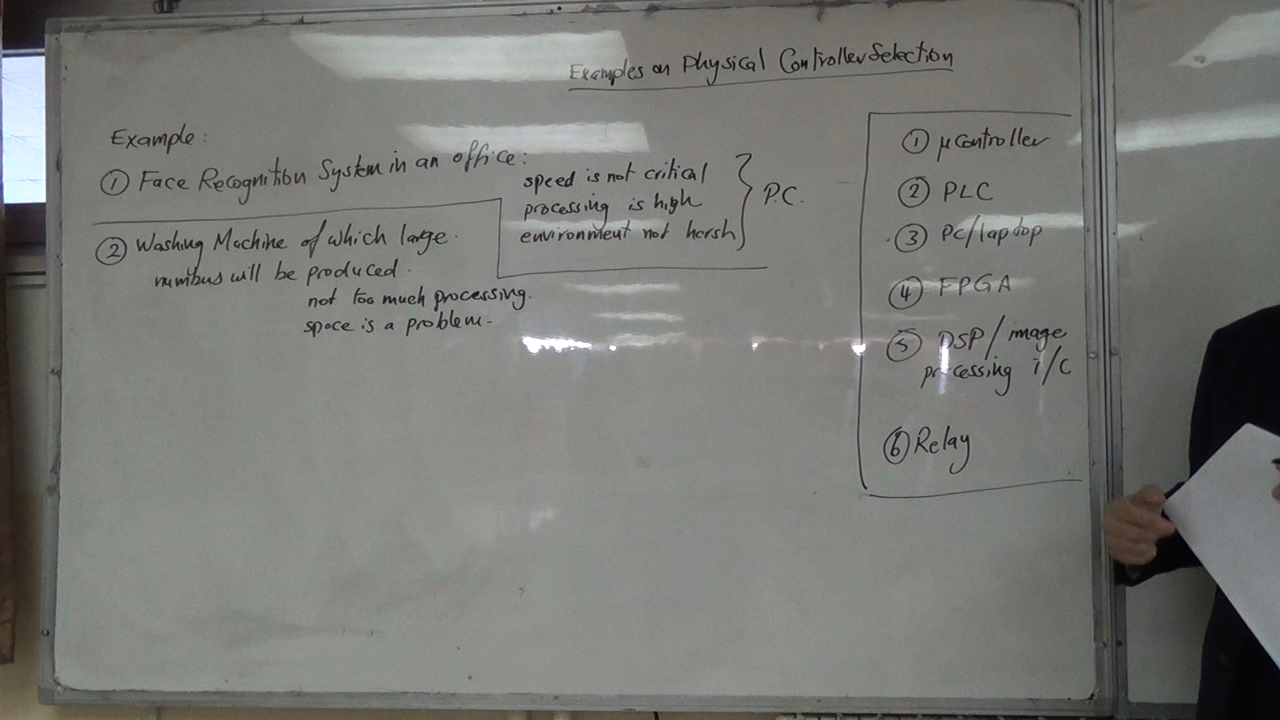 Examples on Physical Controller Selection
Example:
① Face Recognition System in an office:
speed is not critical
processing is high
environment not harsh
P.C.
② Washing Machine of which large
numbus will be produced.
not too much processing.
space is a problem.
① μController
② PLC
③ PC/laptop
④ FPGA
⑤ DSP/image
processing i/C
⑥ Relay